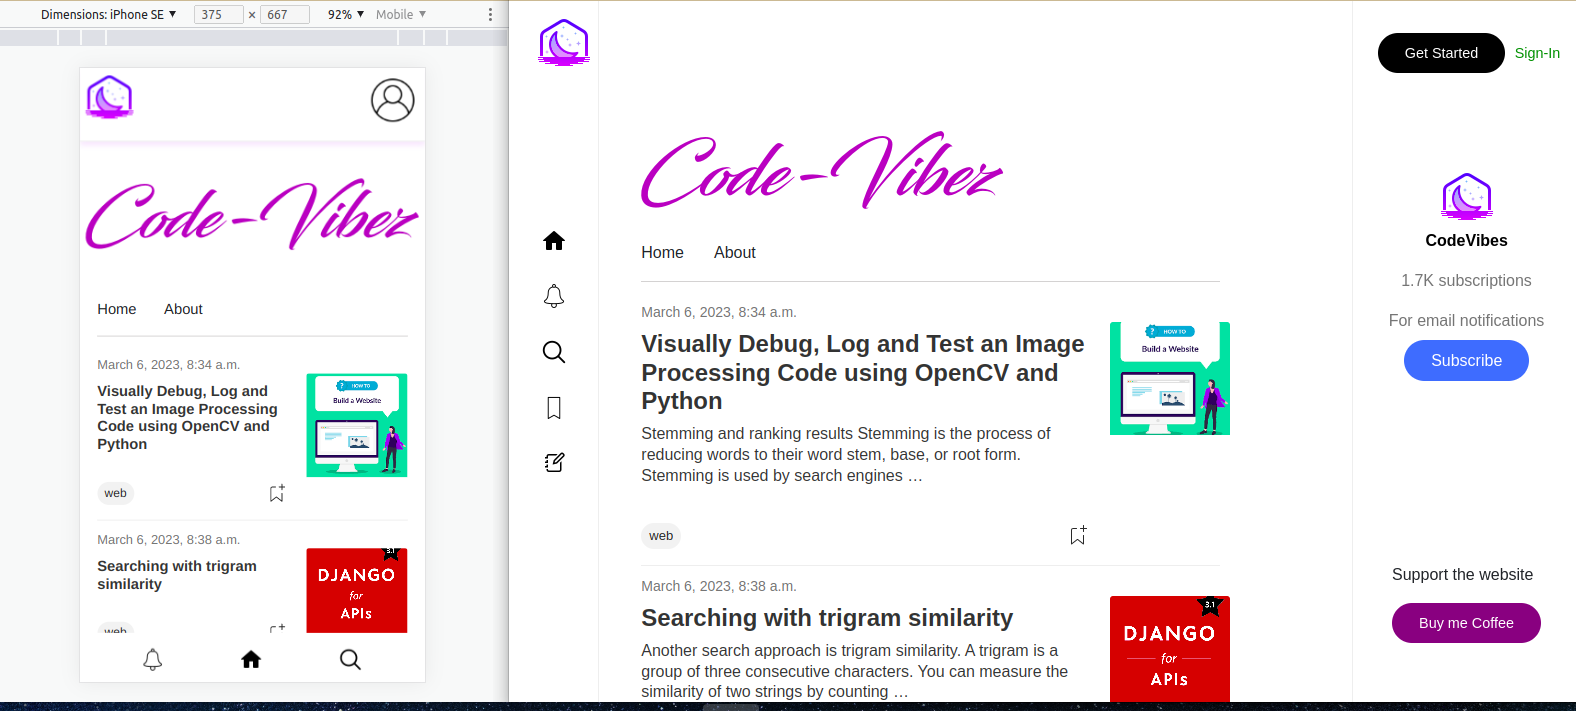 Dimensions: iPhone SE ▼ 375 × 667 92% ▼ Mobile ▼
Code-Vibez
Home About
March 6, 2023, 8:34 a.m.
Visually Debug, Log and
Test an Image Processing
Code using OpenCV and
Python
HOW TO
Build a Website
web
March 6, 2023, 8:38 a.m.
Searching with trigram
similarity
3.1
DJANGO
for
APIs
web
Code-Vibez
Home About
March 6, 2023, 8:34 a.m.
Visually Debug, Log and Test an Image
Processing Code using OpenCV and
Python
Stemming and ranking results Stemming is the process of
reducing words to their word stem, base, or root form.
Stemming is used by search engines …
HOW TO
Build a Website
web
March 6, 2023, 8:38 a.m.
Searching with trigram similarity
Another search approach is trigram similarity. A trigram is a
group of three consecutive characters. You can measure the
similarity of two strings by counting …
3.1
DJANGO
for
APIs
Get Started Sign-In
CodeVibes
1.7K subscriptions
For email notifications
Subscribe
Support the website
Buy me Coffee